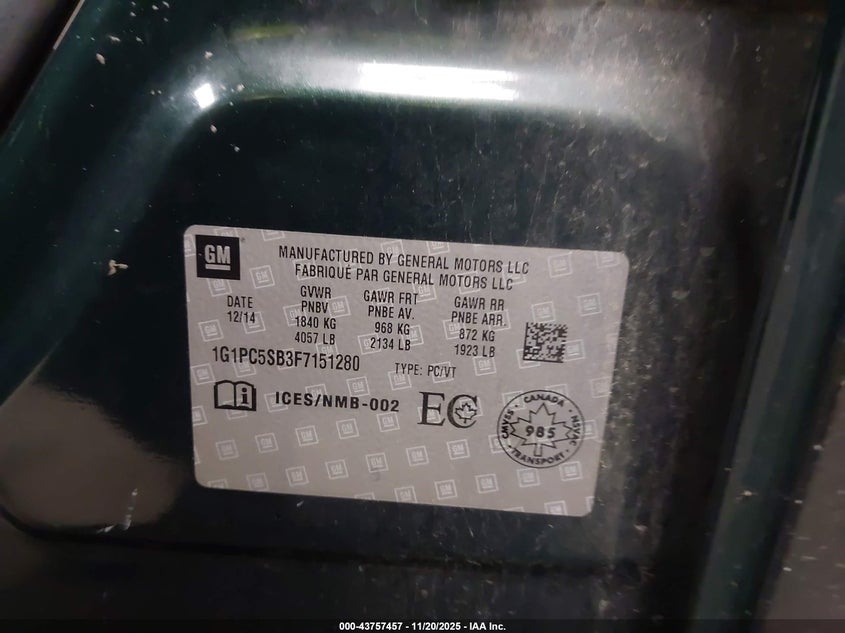 GM
MANUFACTURED BY GENERAL MOTORS LLC
FABRIQUÉ PAR GENERAL MOTORS LLC
DATE
12/14
GVWR
PNBV
1840 KG
4057 LB
GAWR FRT
PNBE AV.
968 KG
2134 LB
GAWR RR
PNBE ARR.
872 KG
1923 LB
1G1PC5SB3F7151280
TYPE: PC/VT
ICES/NMB-002
EC
CANADA
CMVSS
NSVAC
985
TRANSPORT
000-43757457 - 11/20/2025 - IAA Inc.